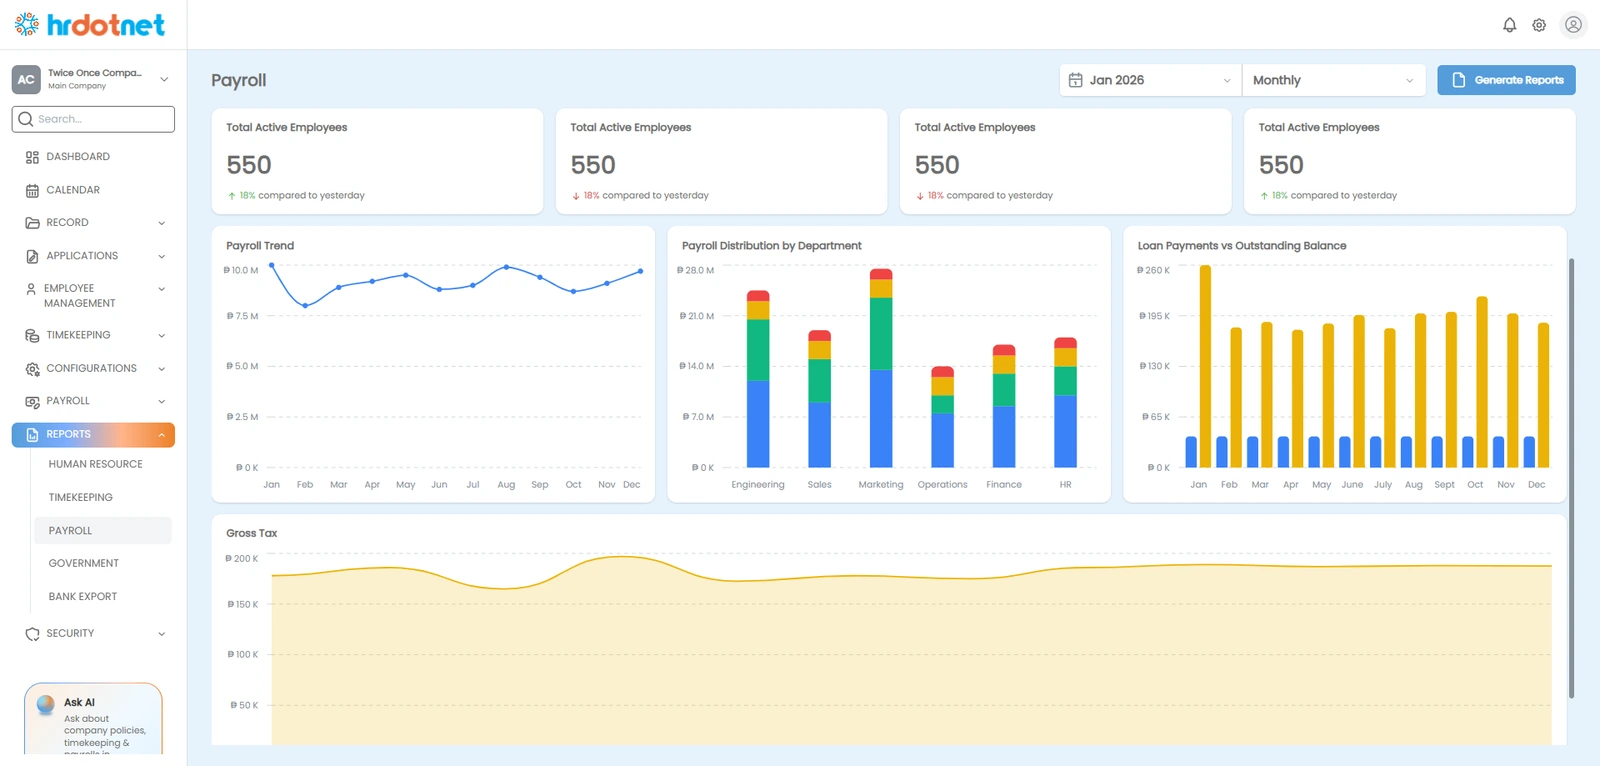 hrdotnet
AC
Twice Once Compa...
Main Company
Search...
DASHBOARD
CALENDAR
RECORD
APPLICATIONS
EMPLOYEE
MANAGEMENT
TIMEKEEPING
CONFIGURATIONS
PAYROLL
REPORTS
HUMAN RESOURCE
TIMEKEEPING
PAYROLL
GOVERNMENT
BANK EXPORT
SECURITY
Ask AI
Ask about
company policies,
timekeeping &
payrolls in
Payroll
Jan 2026
Monthly
Generate Reports
Total Active Employees
550
↑ 18% compared to yesterday
Total Active Employees
550
↓ 18% compared to yesterday
Total Active Employees
550
↓ 18% compared to yesterday
Total Active Employees
550
↑ 18% compared to yesterday
Payroll Trend
₱ 10.0 M
₱ 7.5 M
₱ 5.0 M
₱ 2.5 M
₱ 0 K
Jan Feb Mar Apr May Jun Jul Aug Sep Oct Nov Dec
Payroll Distribution by Department
₱ 28.0 M
₱ 21.0 M
₱ 14.0 M
₱ 7.0 M
₱ 0 K
Engineering Sales Marketing Operations Finance HR
Loan Payments vs Outstanding Balance
₱ 260 K
₱ 195 K
₱ 130 K
₱ 65 K
₱ 0 K
Jan Feb Mar Apr May June July Aug Sept Oct Nov Dec
Gross Tax
₱ 200 K
₱ 150 K
₱ 100 K
₱ 50 K